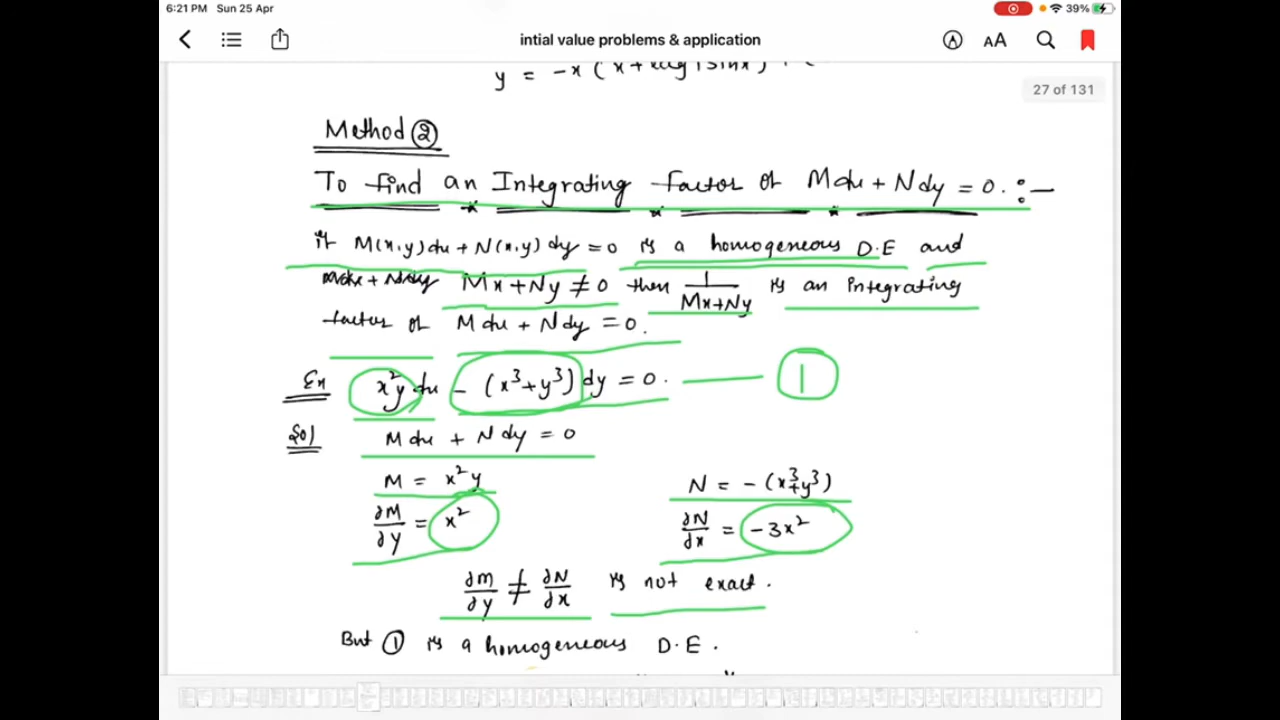 6:21 PM Sun 25 Apr
39%
intial value problems & application
AA
y = -x (x + log |sinx|) + c
27 of 131
Method ②
To find an Integrating factor of Mdx + Ndy = 0 :-
if M(x,y)dx + N(x,y)dy = 0 is a homogeneous D.E and
Mx + Ny ≠ 0 then 1/(Mx+Ny) is an integrating
factor of Mdx + Ndy = 0.
Ex x²y dx - (x³+y³) dy = 0. ——— ①
Sol Mdx + Ndy = 0
M = x²y N = -(x³+y³)
∂M/∂y = x² ∂N/∂x = -3x²
∂M/∂y ≠ ∂N/∂x is not exact.
But ① is a homogeneous D.E.